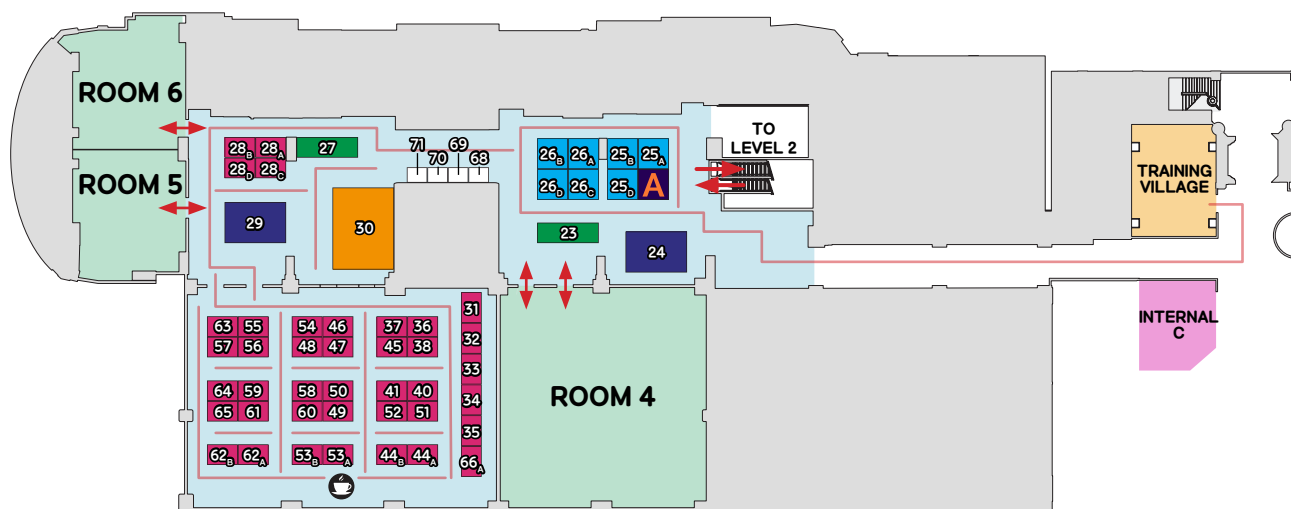 ROOM 6
ROOM 5
28B 28A
28D 28C
27
29
30
71 70 69 68
26B 26A 25B 25A
26D 26C 25D A
23
24
TO
LEVEL 2
TRAINING
VILLAGE
INTERNAL
C
ROOM 4
63 55 54 46 37 36
57 56 48 47 45 38
64 59 58 50 41 40
65 61 60 49 52 51
62B 62A 53B 53A 44B 44A
31
32
33
34
35
66A